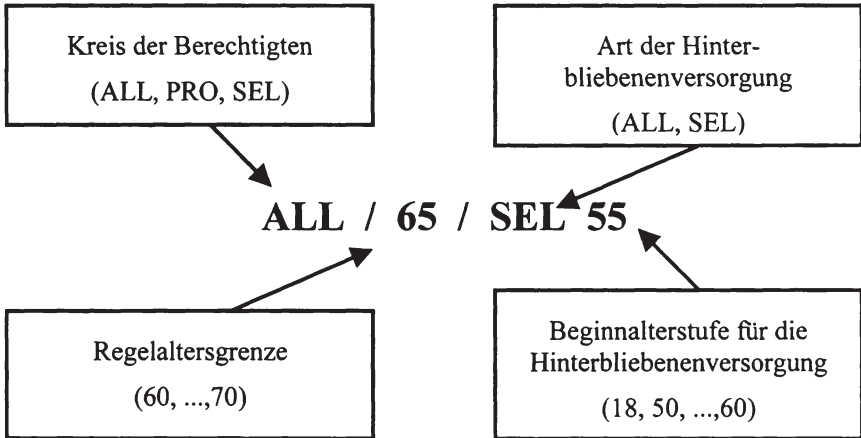 Kreis der Berechtigten
(ALL, PRO, SEL)
Art der Hinter-
bliebenenversorgung
(ALL, SEL)
ALL / 65 / SEL 55
Regelaltersgrenze
(60, ...,70)
Beginnalterstufe für die
Hinterbliebenenversorgung
(18, 50, ...,60)